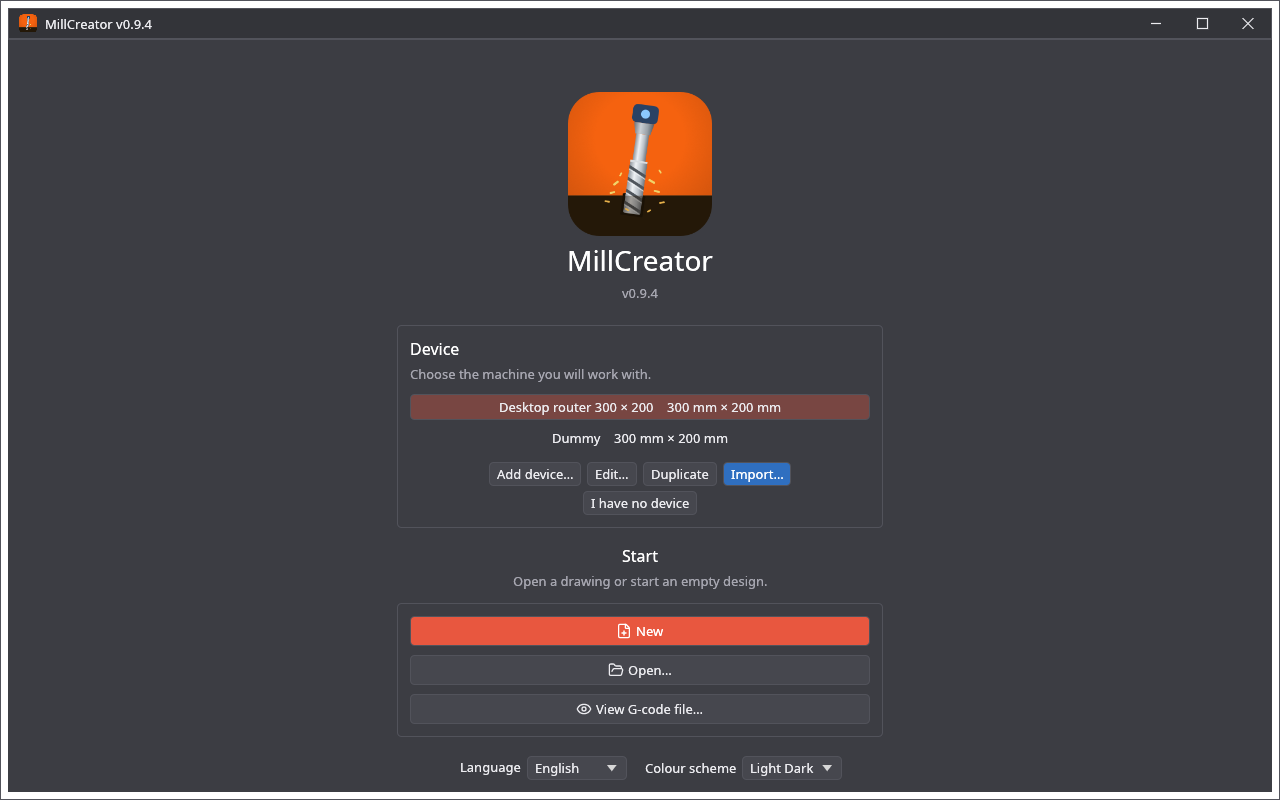 MillCreator v0.9.4
MillCreator
v0.9.4
Device
Choose the machine you will work with.
Desktop router 300 × 200 300 mm × 200 mm
Dummy 300 mm × 200 mm
Add device... Edit... Duplicate Import...
I have no device
Start
Open a drawing or start an empty design.
New
Open...
View G-code file...
Language English Colour scheme Light Dark